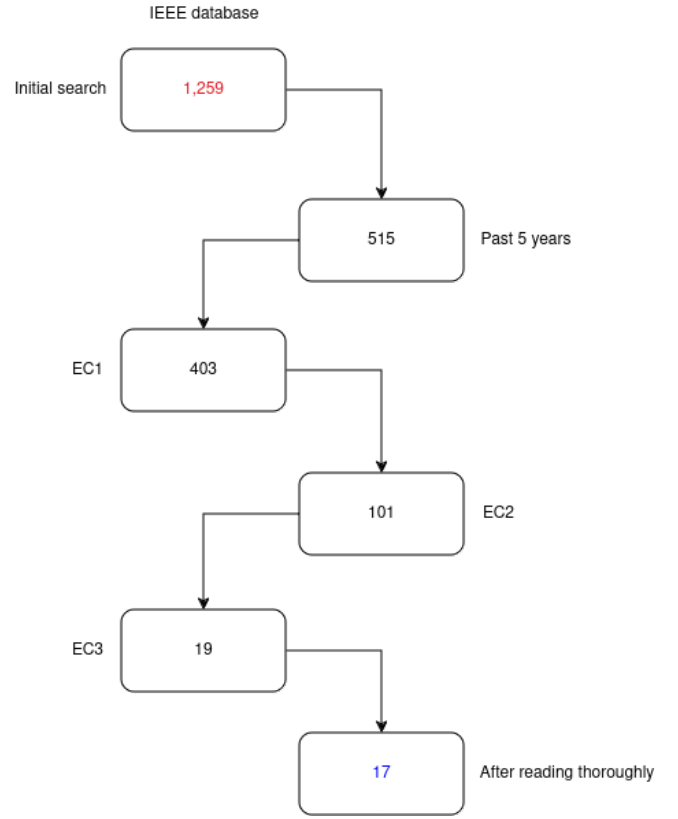 IEEE database
Initial search
1,259
515
Past 5 years
EC1
403
101
EC2
EC3
19
17
After reading thoroughly